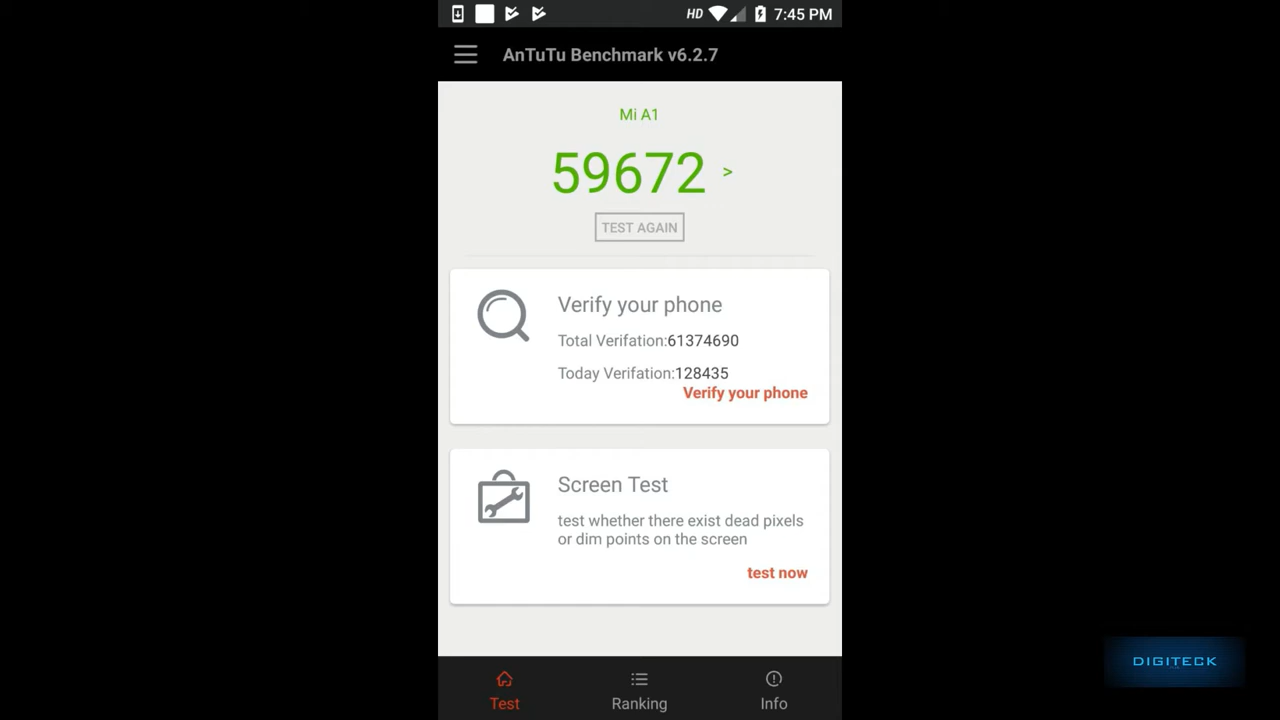 HD 7:45 PM
AnTuTu Benchmark v6.2.7
Mi A1
59672 >
TEST AGAIN
Verify your phone
Total Verifation:61374690
Today Verifation:128435
Verify your phone
Screen Test
test whether there exist dead pixels
or dim points on the screen
test now
DIGITECK
Test Ranking Info